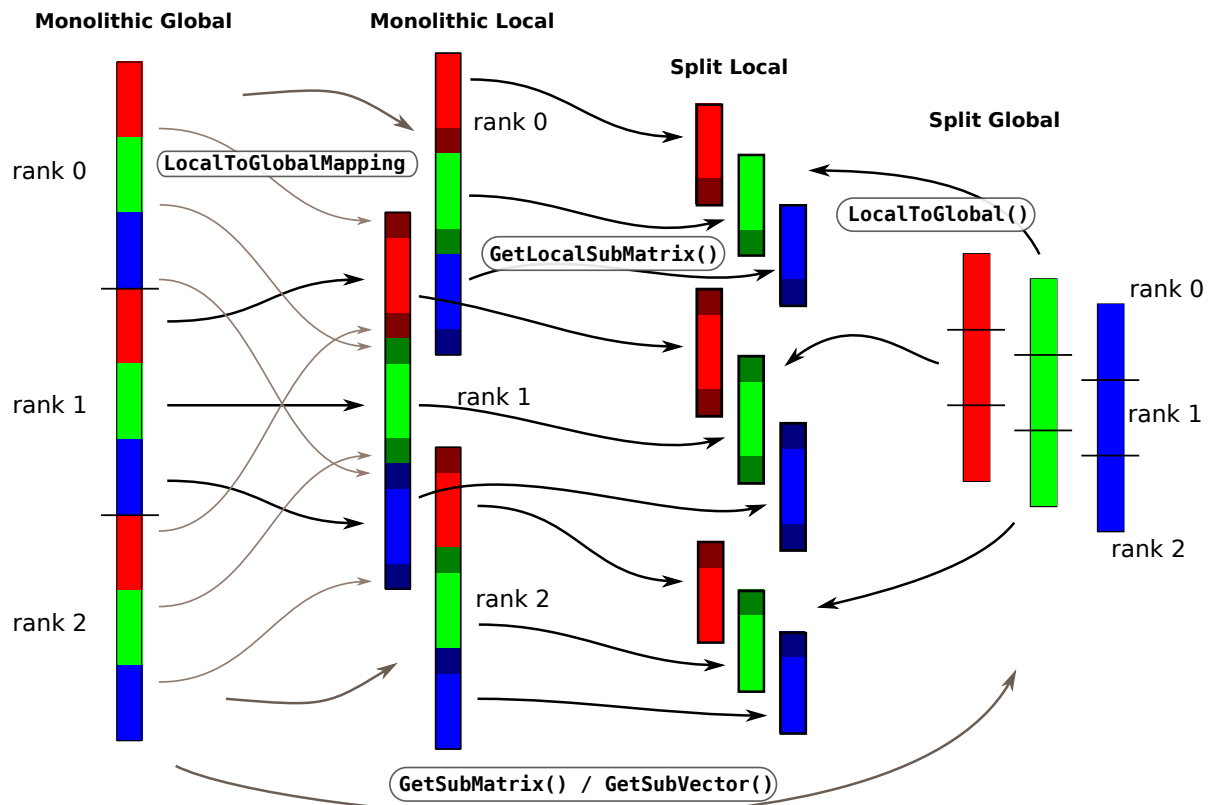 Monolithic Global
Monolithic Local
Split Local
Split Global
rank 0
rank 0
LocalToGlobalMapping
LocalToGlobal()
GetLocalSubMatrix()
rank 0
rank 1
rank 1
rank 1
rank 2
rank 2
rank 2
GetSubMatrix() / GetSubVector()